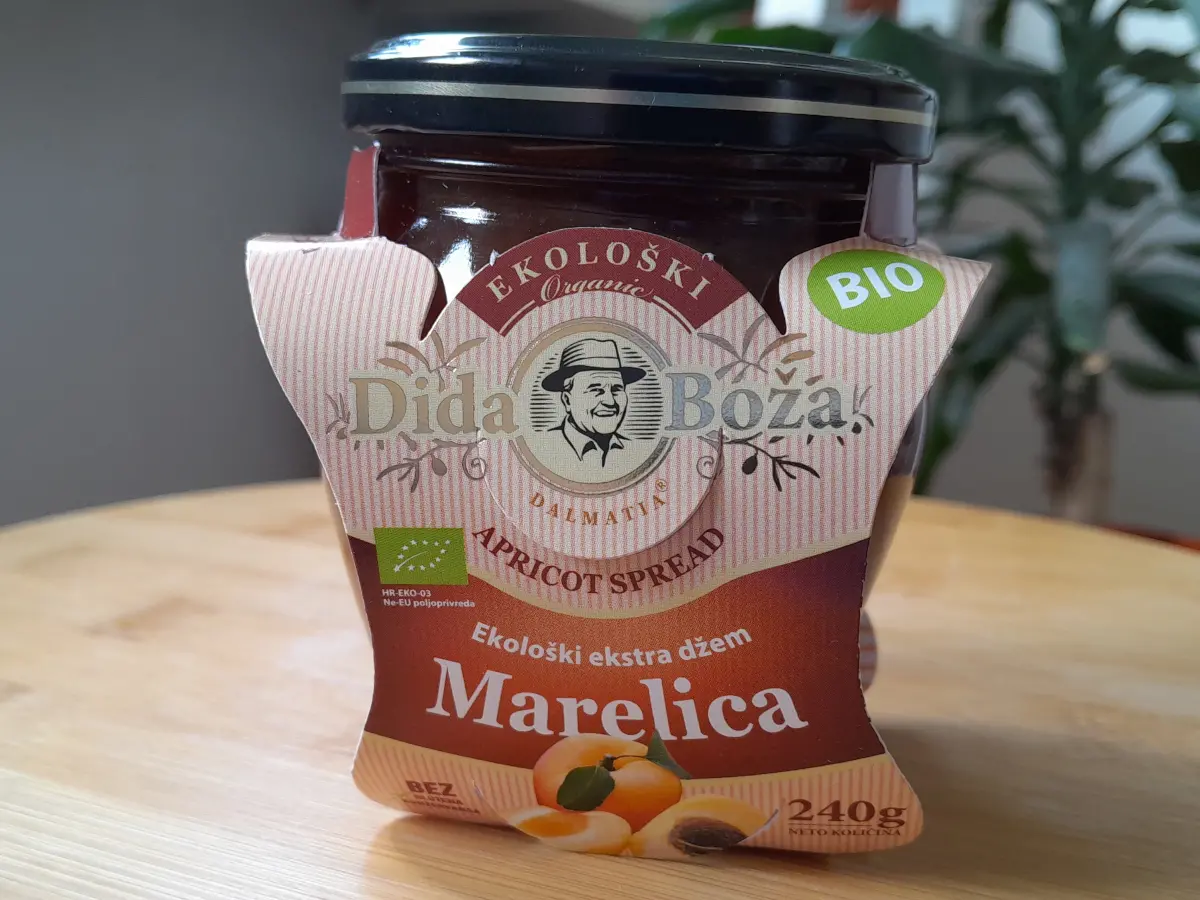 EKOLOŠKI
Organic
BIO
Dida Boža
DALMATIA®
APRICOT SPREAD
HR-EKO-03
Ne-EU poljoprivreda
Ekološki ekstra džem
Marelica
BEZ
240g
NETO KOLIČINA